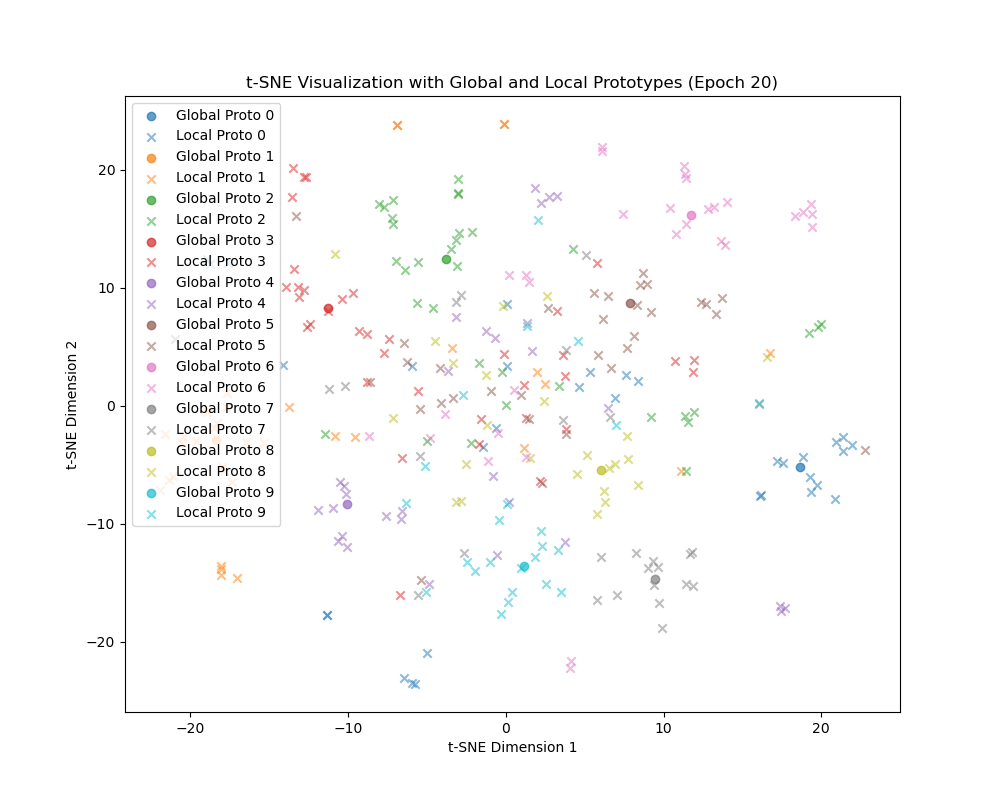 t-SNE Visualization with Global and Local Prototypes (Epoch 20)
Global Proto 0
Local Proto 0
Global Proto 1
Local Proto 1
Global Proto 2
Local Proto 2
Global Proto 3
Local Proto 3
Global Proto 4
Local Proto 4
Global Proto 5
Local Proto 5
Global Proto 6
Local Proto 6
Global Proto 7
Local Proto 7
Global Proto 8
Local Proto 8
Global Proto 9
Local Proto 9
t-SNE Dimension 2
20
10
0
−10
−20
−20
−10
0
10
20
t-SNE Dimension 1